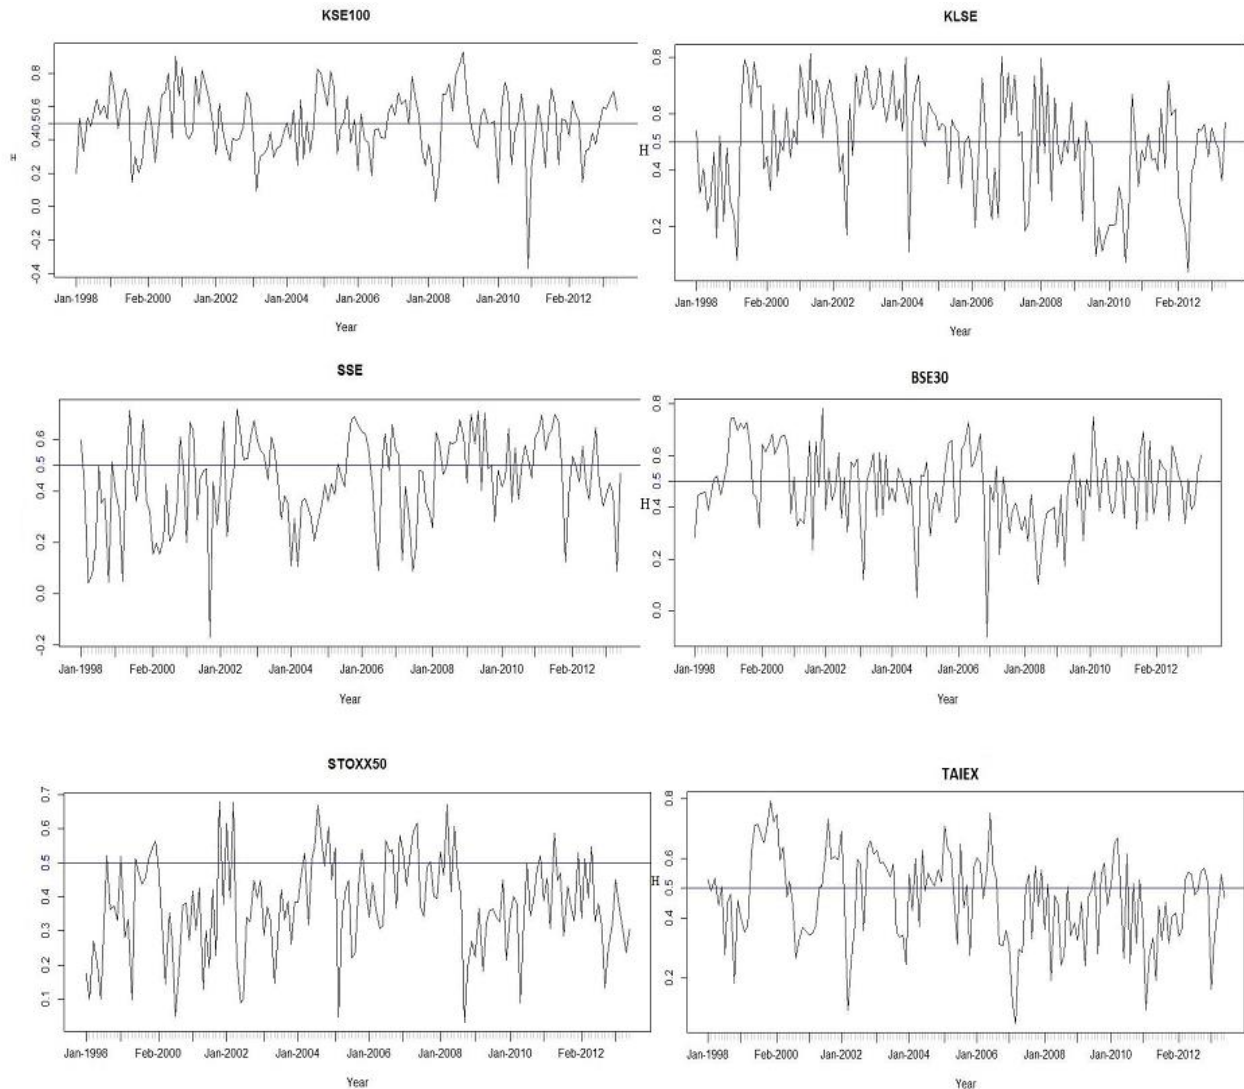 KSE100
0.8
0.6
0.5
0.4
0.2
0.0
-0.2
-0.4
H
Jan-1998 Feb-2000 Jan-2002 Jan-2004 Jan-2006 Jan-2008 Jan-2010 Feb-2012
Year
KLSE
0.8
0.6
0.5
0.4
0.2
H
Jan-1998 Feb-2000 Jan-2002 Jan-2004 Jan-2006 Jan-2008 Jan-2010 Feb-2012
Year
SSE
0.6
0.5
0.4
0.2
0.0
-0.2
Jan-1998 Feb-2000 Jan-2002 Jan-2004 Jan-2006 Jan-2008 Jan-2010 Jan-2012
Year
BSE30
0.8
0.6
0.5
0.4
0.2
0.0
H
Jan-1998 Feb-2000 Jan-2002 Jan-2004 Jan-2006 Jan-2008 Jan-2010 Feb-2012
Year
STOXX50
0.7
0.6
0.5
0.4
0.3
0.2
0.1
Jan-1998 Feb-2000 Jan-2002 Jan-2004 Jan-2006 Jan-2008 Jan-2010 Feb-2012
Year
TAIEX
0.8
0.6
0.5
0.4
0.2
H
Jan-1998 Feb-2000 Jan-2002 Jan-2004 Jan-2006 Jan-2008 Jan-2010 Feb-2012
Year